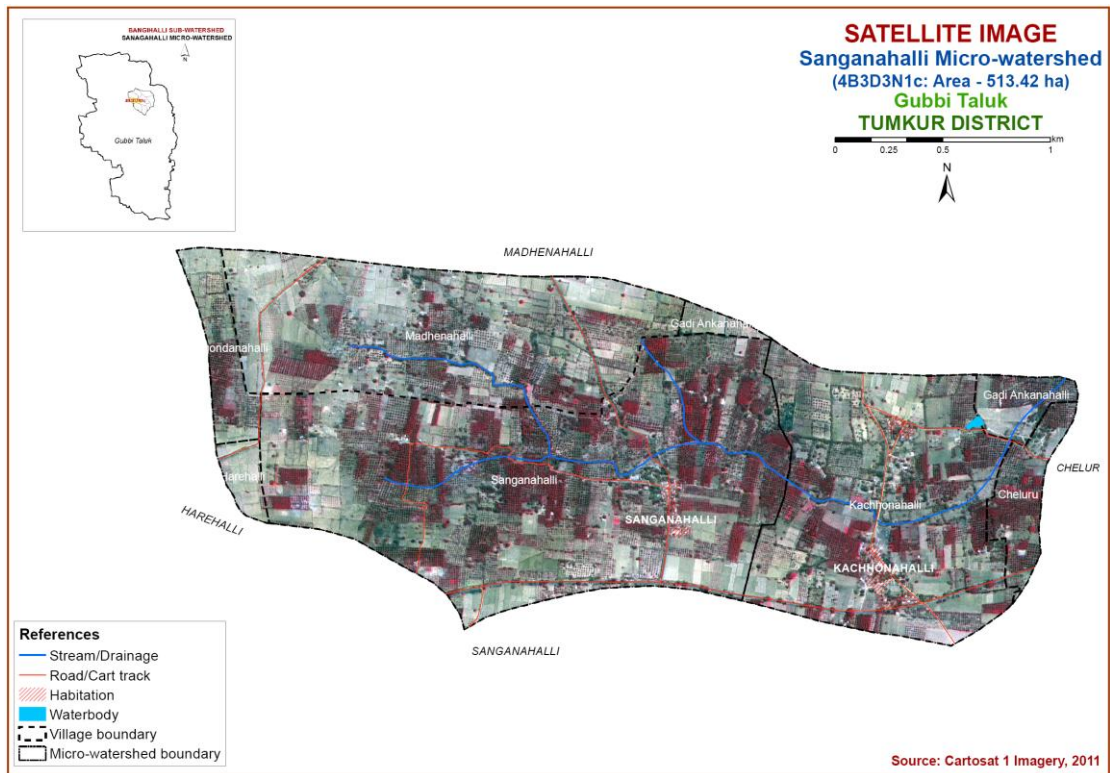 BANGIHALLI SUB-WATERSHED
SANAGAHALLI MICRO-WATERSHED
N
Gubbi Taluk
SATELLITE IMAGE
Sanganahalli Micro-watershed
(4B3D3N1c: Area - 513.42 ha)
Gubbi Taluk
TUMKUR DISTRICT
km
0 0.25 0.5 1
N
MADHENAHALLI
Gadi Ankanaha
Madhenahalli
ondanahalli
Gadi Ankanahalli
CHELUR
Harehalli
Sanganahalli
Cheluru
Kachhonahalli
HAREHALLI
SANGANAHALLI
KACHHONAHALLI
SANGANAHALLI
References
Stream/Drainage
Road/Cart track
Habitation
Waterbody
Village boundary
Micro-watershed boundary
Source: Cartosat 1 Imagery, 2011